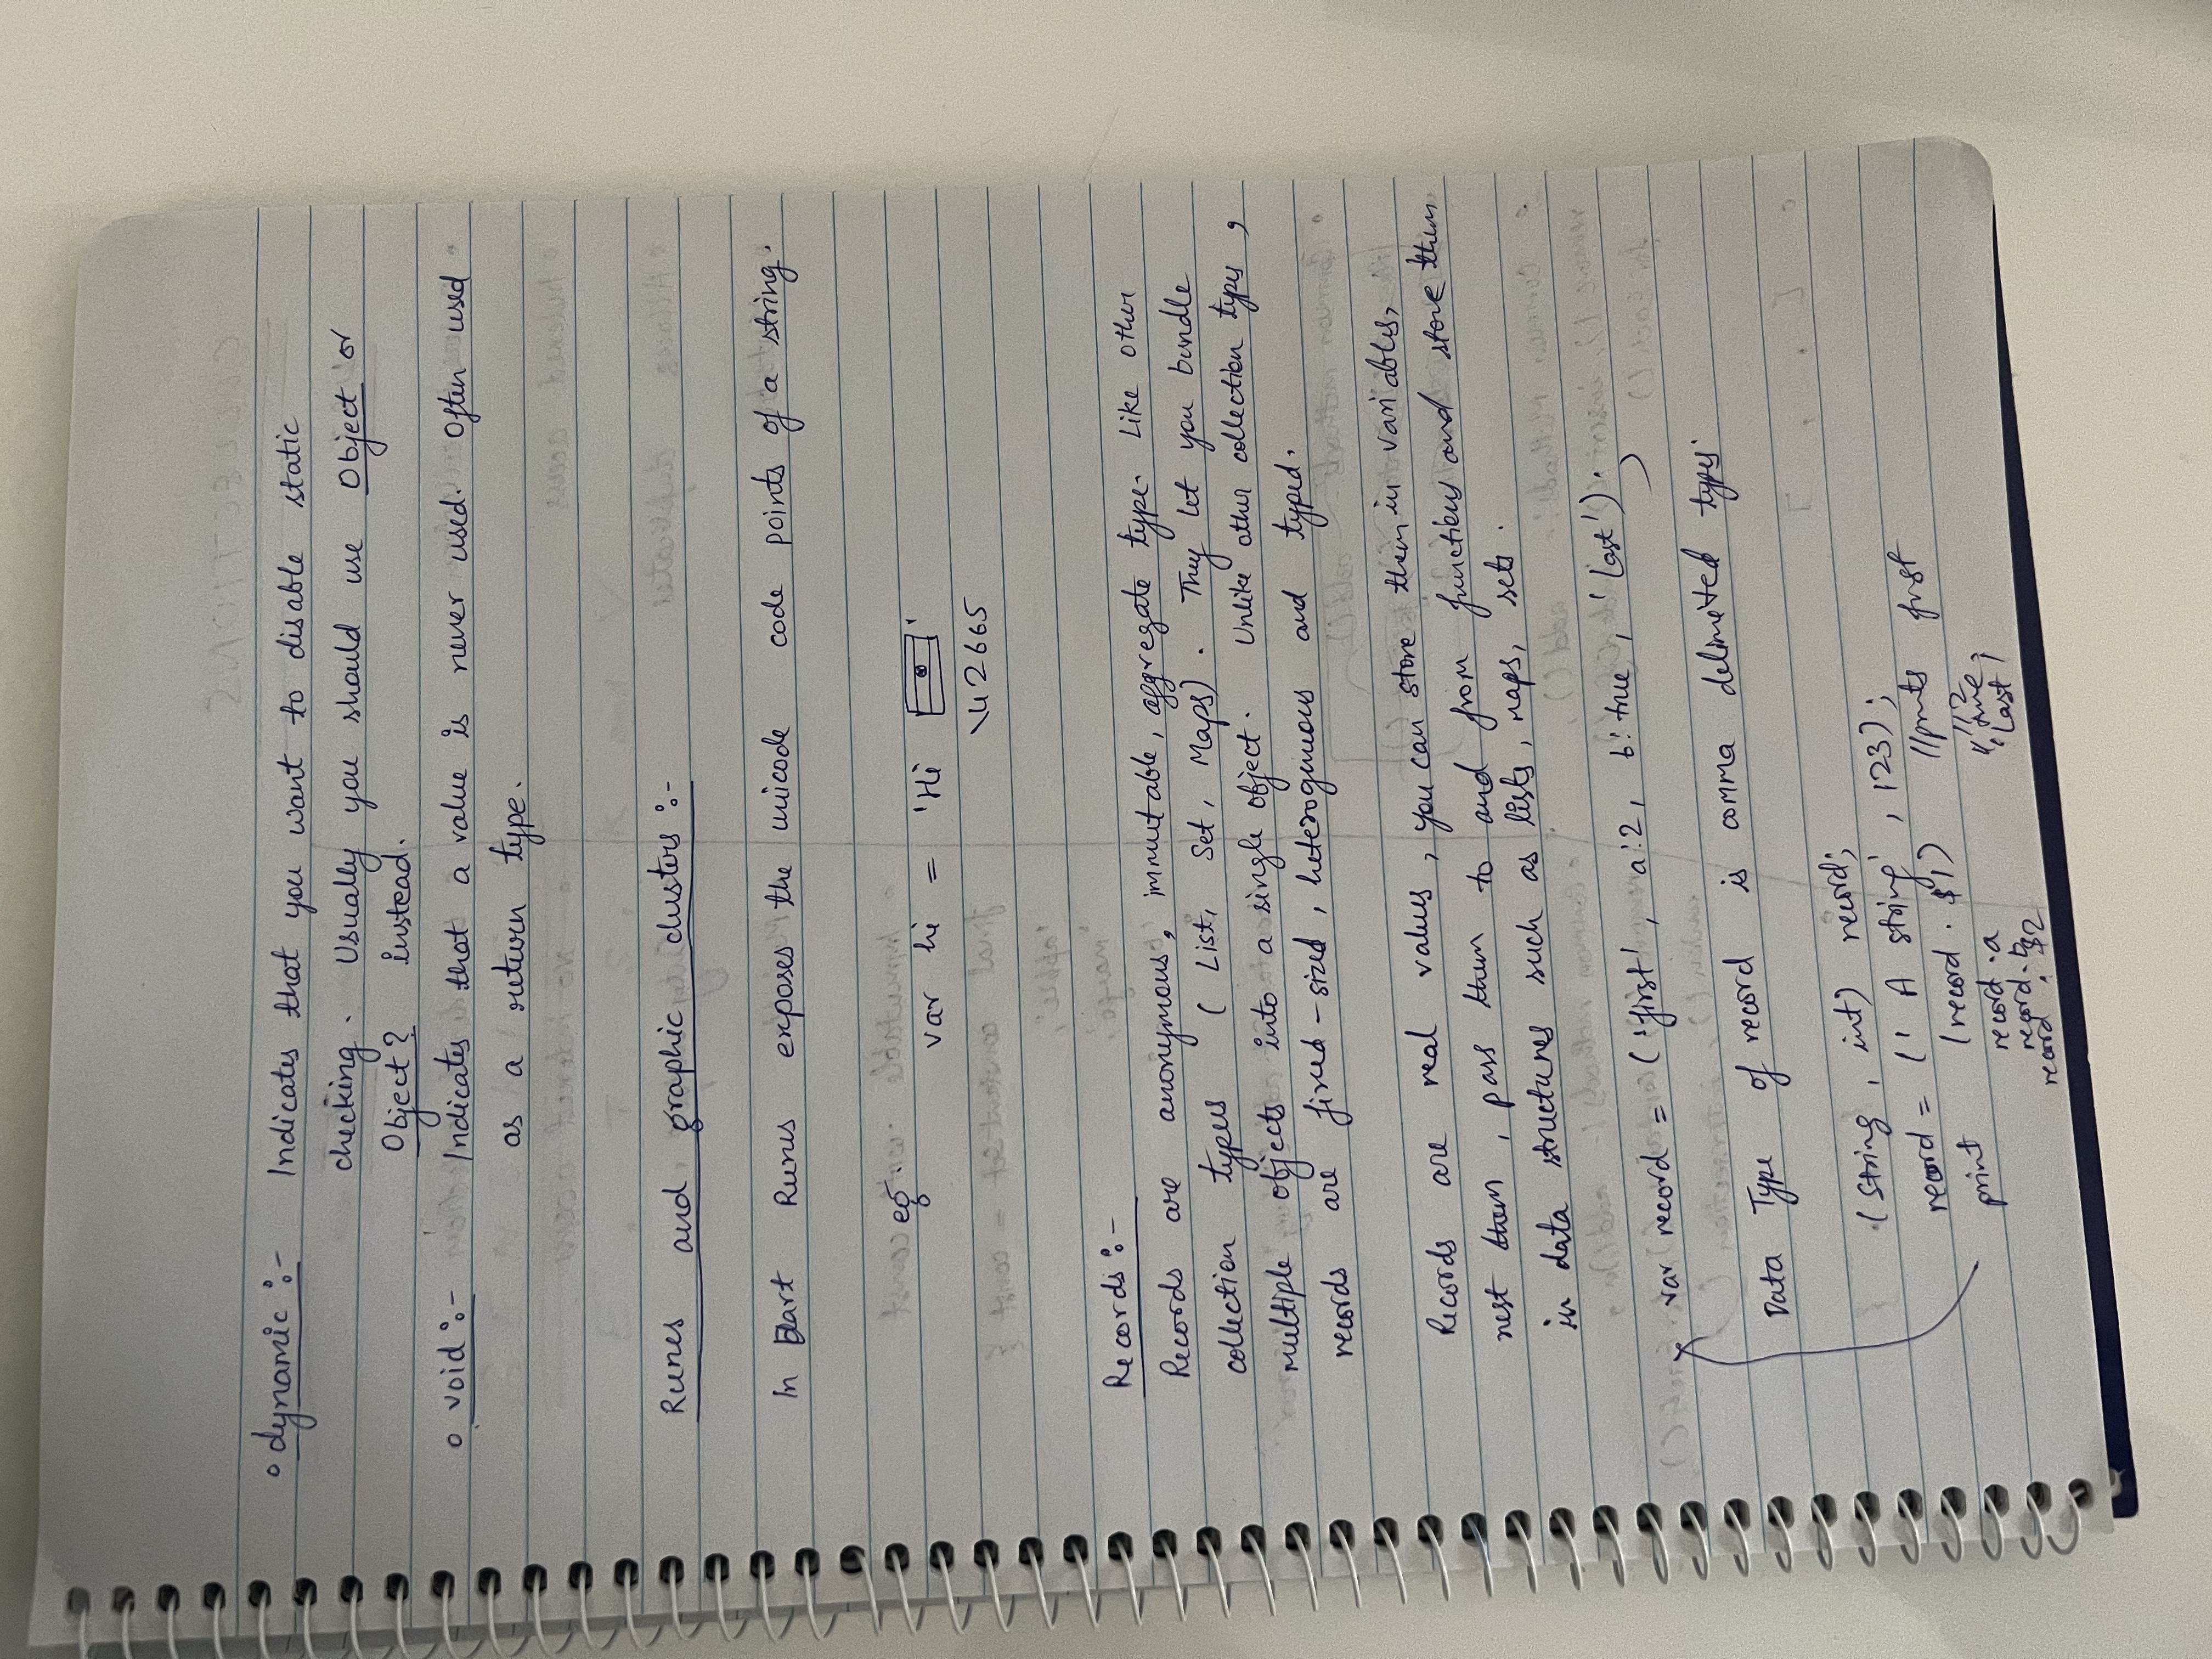 o dynamic :- Indicates that you want to disable static
checking. Usually you should use Object or
Object? instead.
o void :- Indicates that a value is never used. Often used
as a return type.
Runes and graphic clusters :-
In Dart Runes exposes the unicode code points of a string.
eg.
var hi = 'Hi '
\u2665
Records :-
Records are anonymous, immutable, aggregate type. Like other
collection types ( List, Set, Maps). They let you bundle
multiple objects into a single object. Unlike other collection types,
records are fixed-sized, heterogenuous and typed.
Records are real values, you can store them in variables,
nest them, pass them to and from functions and store them
in data structures such as lists, maps, sets.
var record = ('first', a:2, b:true, 'last');
Data Type of record is comma delimeted types.
(String, int) record;
record = (' A string', 123);
print (record . $1) //prints first
record . a //2
record . b //true,
record . $2 'last'